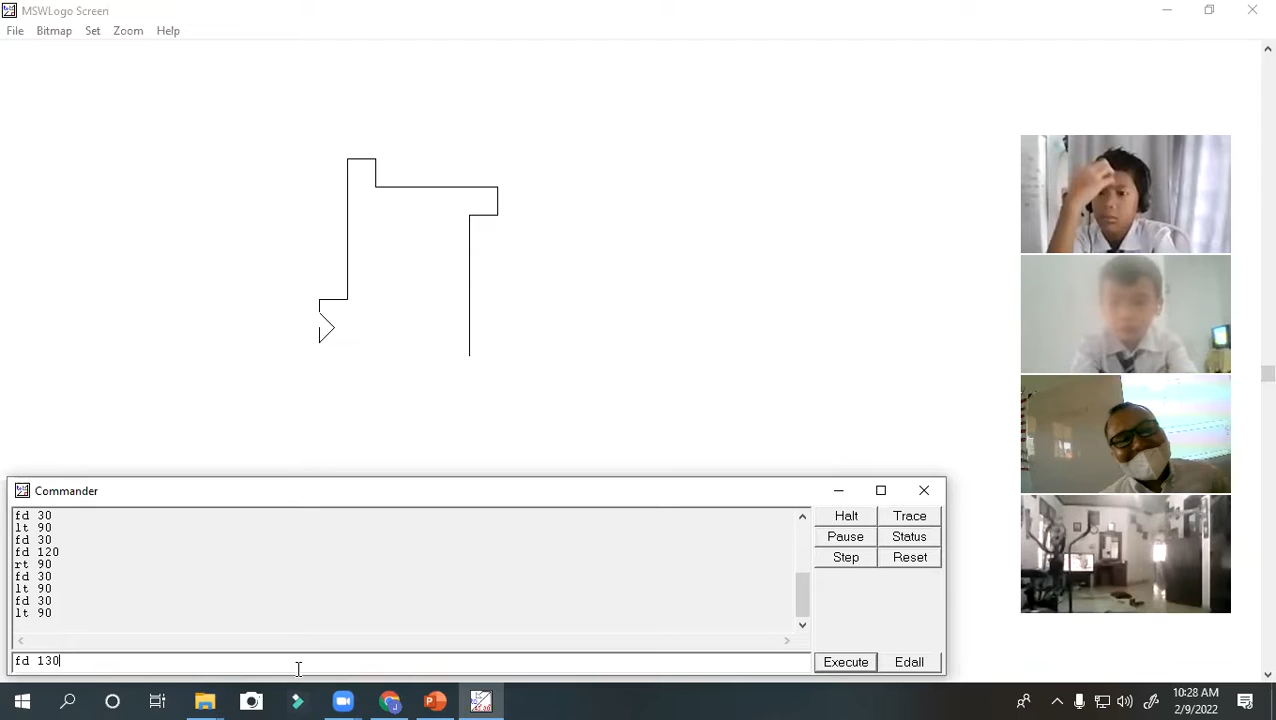 MSWLogo Screen
File Bitmap Set Zoom Help
Commander
fd 30
lt 90
fd 30
fd 120
rt 90
fd 30
lt 90
fd 30
lt 90
Halt Trace
Pause Status
Step Reset
fd 130
Execute Edall
10:28 AM
2/9/2022